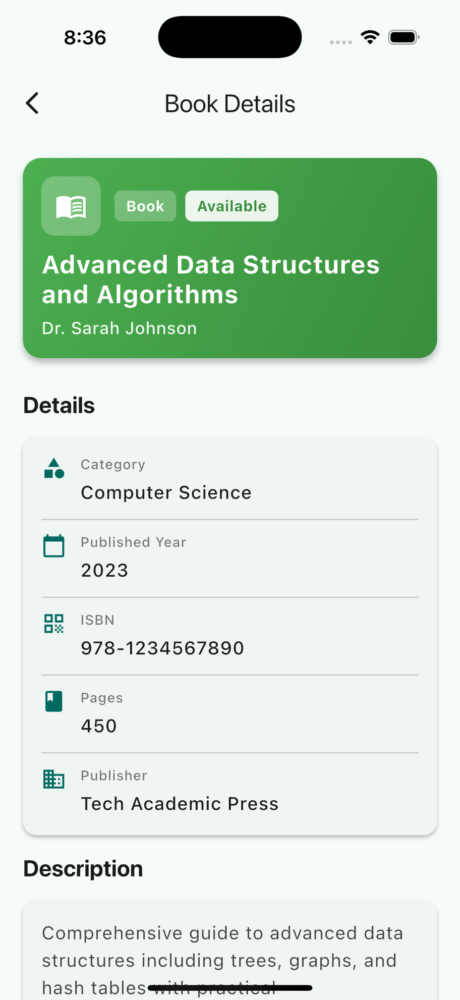 8:36
Book Details
Book
Available
Advanced Data Structures
and Algorithms
Dr. Sarah Johnson
Details
Category
Computer Science
Published Year
2023
ISBN
978-1234567890
Pages
450
Publisher
Tech Academic Press
Description
Comprehensive guide to advanced data
structures including trees, graphs, and
hash tables with practical